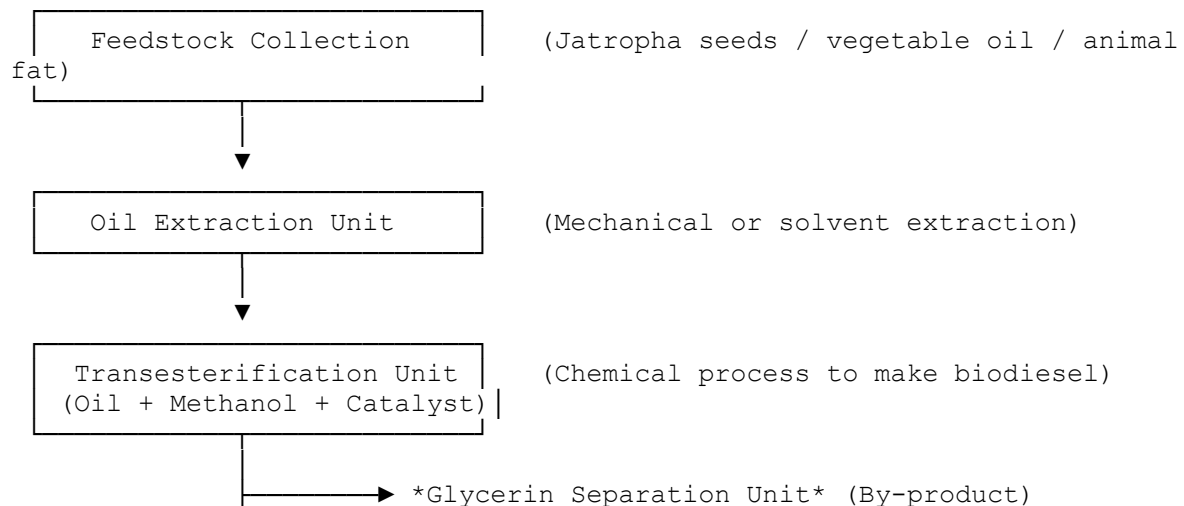 Feedstock Collection (Jatropha seeds / vegetable oil / animal
fat)
Oil Extraction Unit (Mechanical or solvent extraction)
Transesterification Unit (Chemical process to make biodiesel)
(Oil + Methanol + Catalyst)
*Glycerin Separation Unit* (By-product)